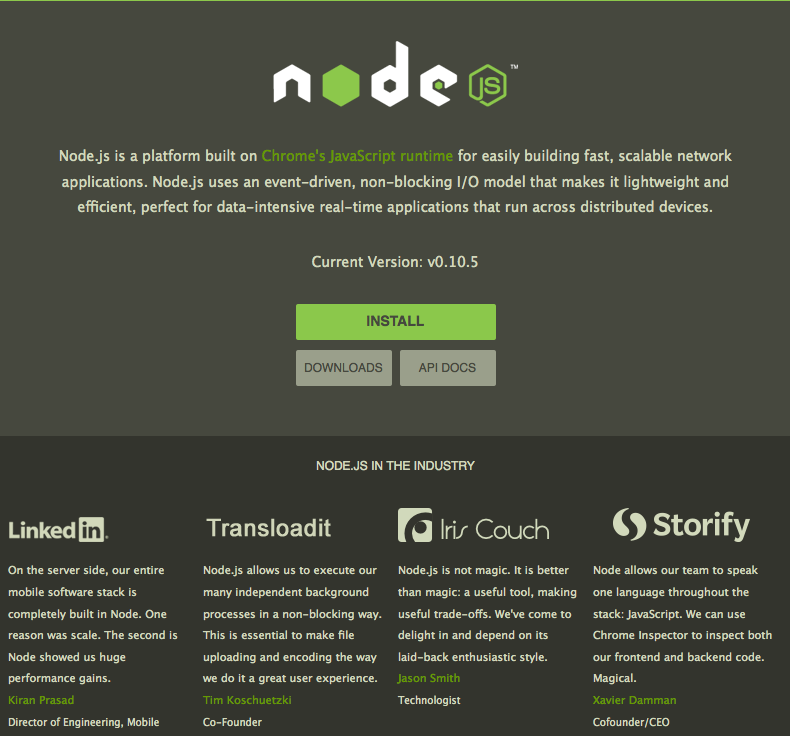 node JS ™
Node.js is a platform built on Chrome's JavaScript runtime for easily building fast, scalable network
applications. Node.js uses an event-driven, non-blocking I/O model that makes it lightweight and
efficient, perfect for data-intensive real-time applications that run across distributed devices.
Current Version: v0.10.5
INSTALL
DOWNLOADS
API DOCS
NODE.JS IN THE INDUSTRY
Linked in
On the server side, our entire
mobile software stack is
completely built in Node. One
reason was scale. The second is
Node showed us huge
performance gains.
Kiran Prasad
Director of Engineering, Mobile
Transloadit
Node.js allows us to execute our
many independent background
processes in a non-blocking way.
This is essential to make file
uploading and encoding the way
we do it a great user experience.
Tim Koschuetzki
Co-Founder
Iris Couch
Node.js is not magic. It is better
than magic: a useful tool, making
useful trade-offs. We've come to
delight in and depend on its
laid-back enthusiastic style.
Jason Smith
Technologist
Storify
Node allows our team to speak
one language throughout the
stack: JavaScript. We can use
Chrome Inspector to inspect both
our frontend and backend code.
Magical.
Xavier Damman
Cofounder/CEO